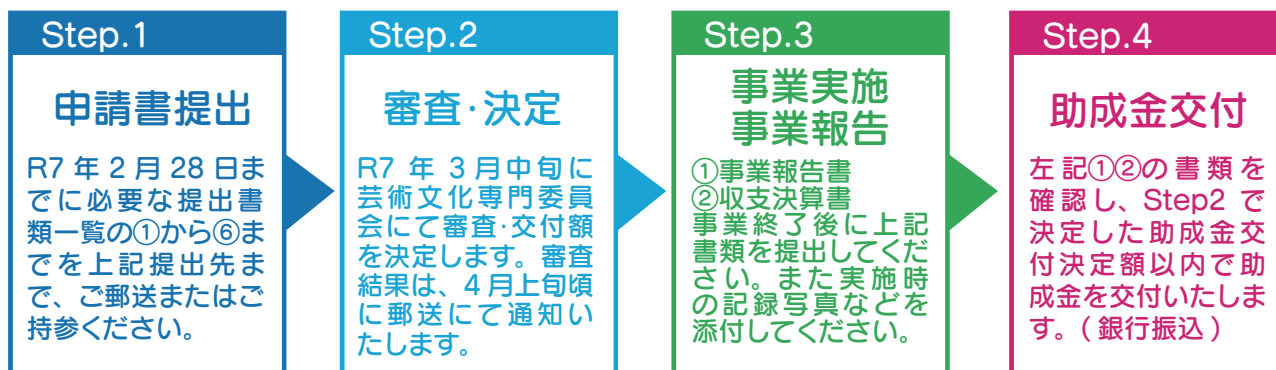 Step.1
申請書提出
R7 年 2 月 28 日ま
でに必要な提出書
類一覧の①から⑥ま
でを上記提出先ま
で、ご郵送またはご
持参ください。
Step.2
審査・決定
R7 年 3 月中旬に
芸術文化専門委員
会にて審査・交付額
を決定します。審査
結果は、4 月上旬頃
に郵送にて通知い
たします。
Step.3
事業実施
事業報告
①事業報告書
②収支決算書
事業終了後に上記
書類を提出してくだ
さい。また実施時
の記録写真などを
添付してください。
Step.4
助成金交付
左記①②の書類を
確認し、Step2 で
決定した助成金交
付決定額以内で助
成金を交付いたしま
す。( 銀行振込 )